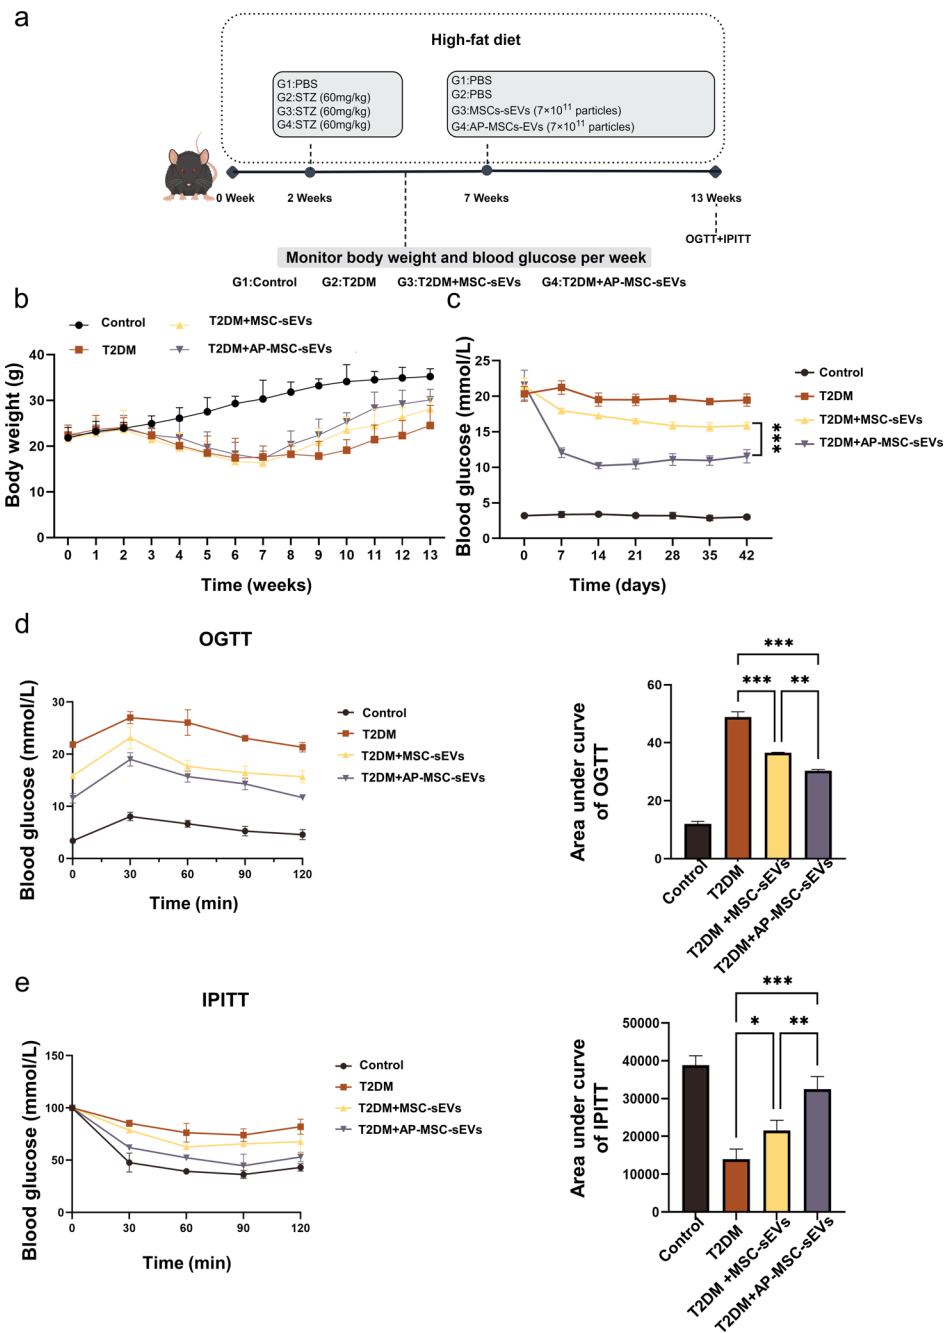 a
High-fat diet
G1:PBS
G2:STZ (60mg/kg)
G3:STZ (60mg/kg)
G4:STZ (60mg/kg)
G1:PBS
G2:PBS
G3:MSCs-sEVs (7×10¹¹ particles)
G4:AP-MSCs-EVs (7×10¹¹ particles)
0 Week
2 Weeks
7 Weeks
13 Weeks
OGTT+IPITT
Monitor body weight and blood glucose per week
G1:Control G2:T2DM G3:T2DM+MSC-sEVs G4:T2DM+AP-MSC-sEVs
b
Control
T2DM
T2DM+MSC-sEVs
T2DM+AP-MSC-sEVs
Body weight (g)
40
30
20
10
0
0 1 2 3 4 5 6 7 8 9 10 11 12 13
Time (weeks)
c
Blood glucose (mmol/L)
25
20
15
10
5
0
0 7 14 21 28 35 42
Time (days)
Control
T2DM
T2DM+MSC-sEVs
T2DM+AP-MSC-sEVs
***
d
OGTT
Blood glucose (mmol/L)
30
20
10
0
0 30 60 90 120
Time (min)
Control
T2DM
T2DM+MSC-sEVs
T2DM+AP-MSC-sEVs
Area under curve
of OGTT
60
40
20
0
***
*** **
Control
T2DM
T2DM +MSC-sEVs
T2DM+AP-MSC-sEVs
e
IPITT
Blood glucose (mmol/L)
150
100
50
0
0 30 60 90 120
Time (min)
Control
T2DM
T2DM+MSC-sEVs
T2DM+AP-MSC-sEVs
Area under curve
of IPITT
50000
40000
30000
20000
10000
0
***
* **
Control
T2DM
T2DM +MSC-sEVs
T2DM+AP-MSC-sEVs